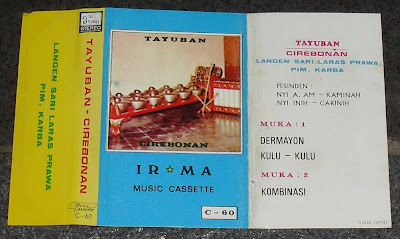 LANGEN SARI LARAS PRAWA
PIM. KARBA
TAYUBAN - CIREBONAN
Music Cassette
C - 60
TAYUBAN
CIREBONAN
IR★MA
MUSIC CASSETTE
C - 60
TAYUBAN
CIREBONAN
LANGEN SARI LARAS PRAWA
PIM. KARBA
PESINDEN :
NYI A. AM - KAMINAH
NYI INIH - CARINIH
MUKA : 1
DERMAYON
KULU - KULU
MUKA : 2
KOMBINASI